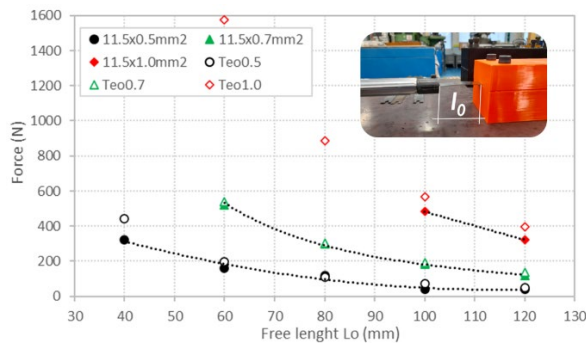 1600
1400
1200
1000
800
600
400
200
0
Force (N)
11.5x0.5mm2 11.5x0.7mm2
11.5x1.0mm2 Teo0.5
Teo0.7 Teo1.0
l0
30 40 50 60 70 80 90 100 110 120 130
Free lenght Lo (mm)